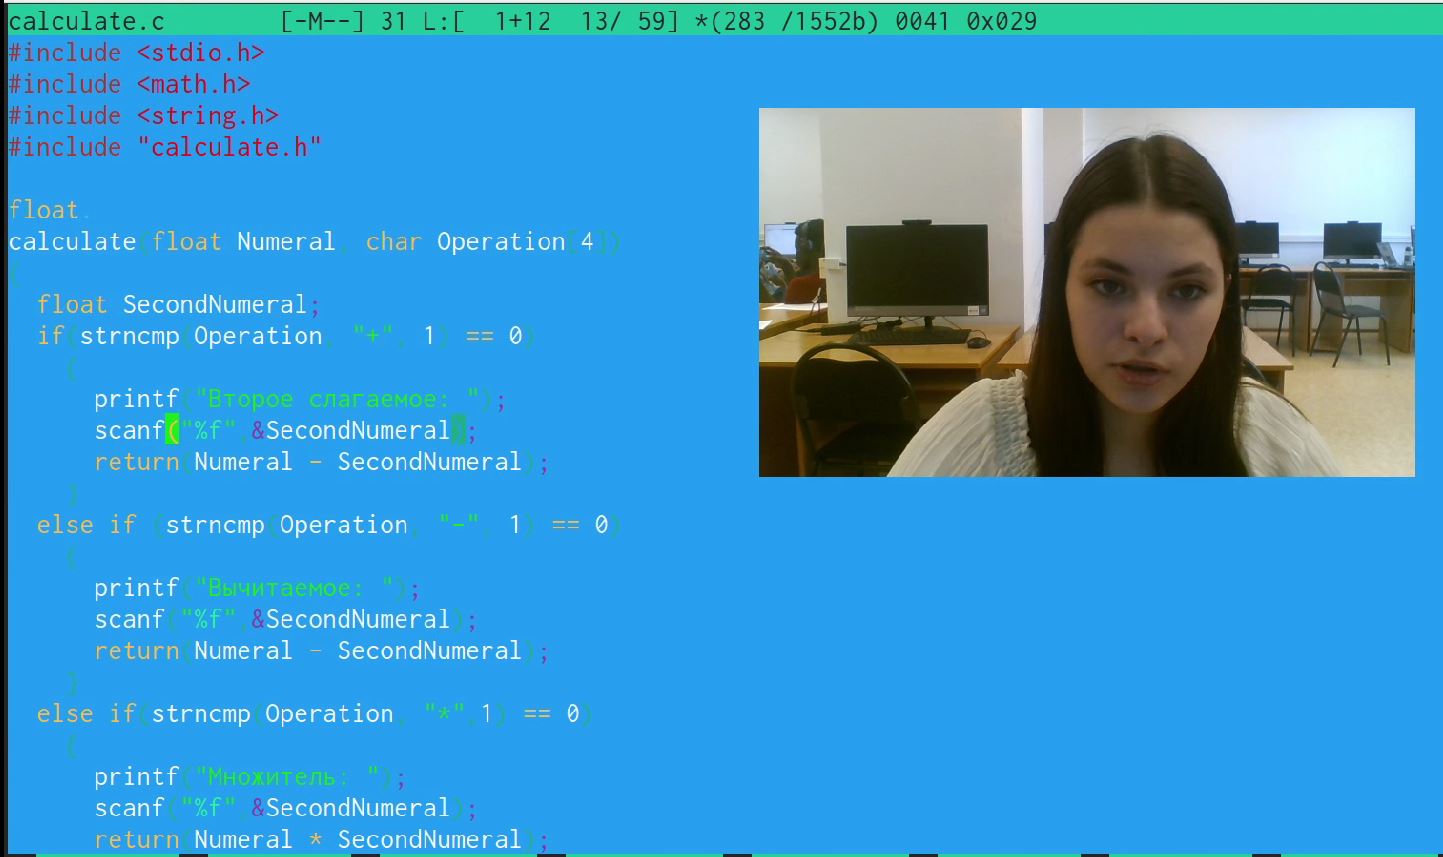 calculate.c [-M--] 31 L:[ 1+12 13/ 59] *(283 /1552b) 0041 0x029
#include <stdio.h>
#include <math.h>
#include <string.h>
#include "calculate.h"
float
calculate(float Numeral, char Operation[4])
{
float SecondNumeral;
if(strncmp(Operation, "+", 1) == 0)
{
printf("Второе слагаемое: ");
scanf("%f",&SecondNumeral);
return(Numeral - SecondNumeral);
}
else if (strncmp(Operation, "-", 1) == 0)
{
printf("Вычитаемое: ");
scanf("%f",&SecondNumeral);
return(Numeral - SecondNumeral);
}
else if(strncmp(Operation, "*",1) == 0)
{
printf("Множитель: ");
scanf("%f",&SecondNumeral);
return(Numeral * SecondNumeral);